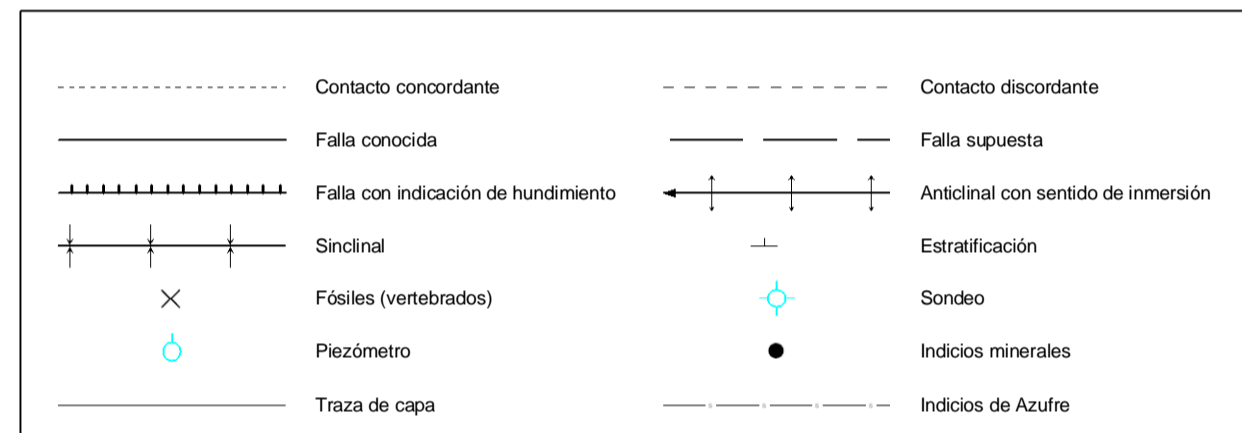 Contacto concordante
Contacto discordante
Falla conocida
Falla supuesta
Falla con indicación de hundimiento
Anticlinal con sentido de inmersión
Sinclinal
Estratificación
Fósiles (vertebrados)
Sondeo
Piezómetro
Indicios minerales
Traza de capa
Indicios de Azufre